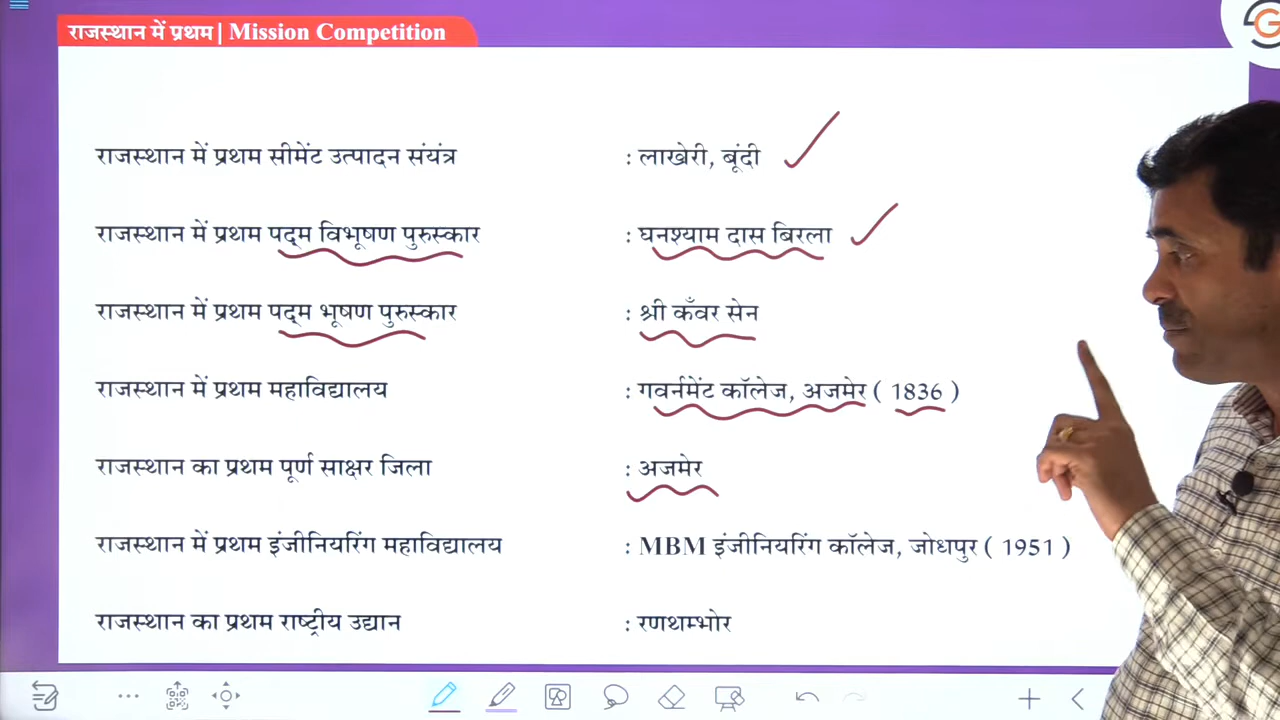 राजस्थान में प्रथम | Mission Competition
राजस्थान में प्रथम सीमेंट उत्पादन संयंत्र : लाखेरी, बूंदी
राजस्थान में प्रथम पद्म विभूषण पुरुस्कार : घनश्याम दास बिरला
राजस्थान में प्रथम पद्म भूषण पुरुस्कार : श्री कँवर सेन
राजस्थान में प्रथम महाविद्यालय : गवर्नमेंट कॉलेज, अजमेर ( 1836 )
राजस्थान का प्रथम पूर्ण साक्षर जिला : अजमेर
राजस्थान में प्रथम इंजीनियरिंग महाविद्यालय : MBM इंजीनियरिंग कॉलेज, जोधपुर ( 1951 )
राजस्थान का प्रथम राष्ट्रीय उद्यान : रणथम्भोर